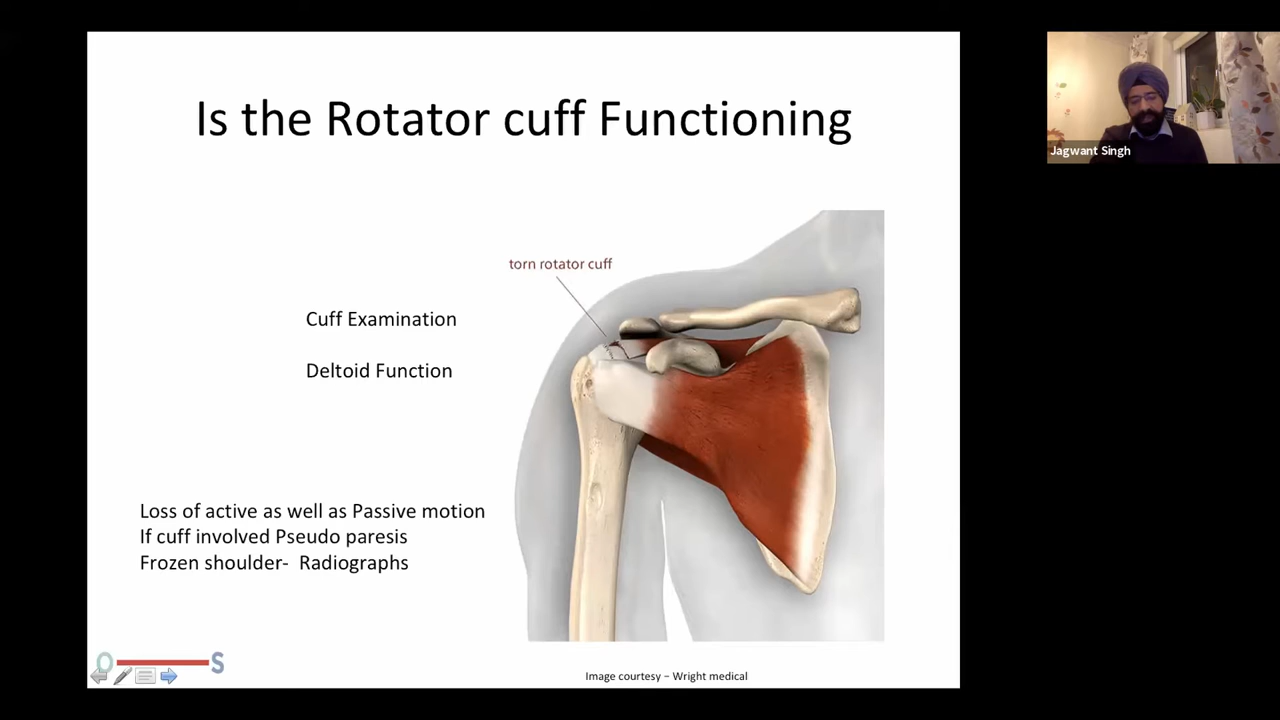 Is the Rotator cuff Functioning
torn rotator cuff
Cuff Examination
Deltoid Function
Loss of active as well as Passive motion
If cuff involved Pseudo paresis
Frozen shoulder-  Radiographs
O S
Image courtesy – Wright medical
Jagwant Singh